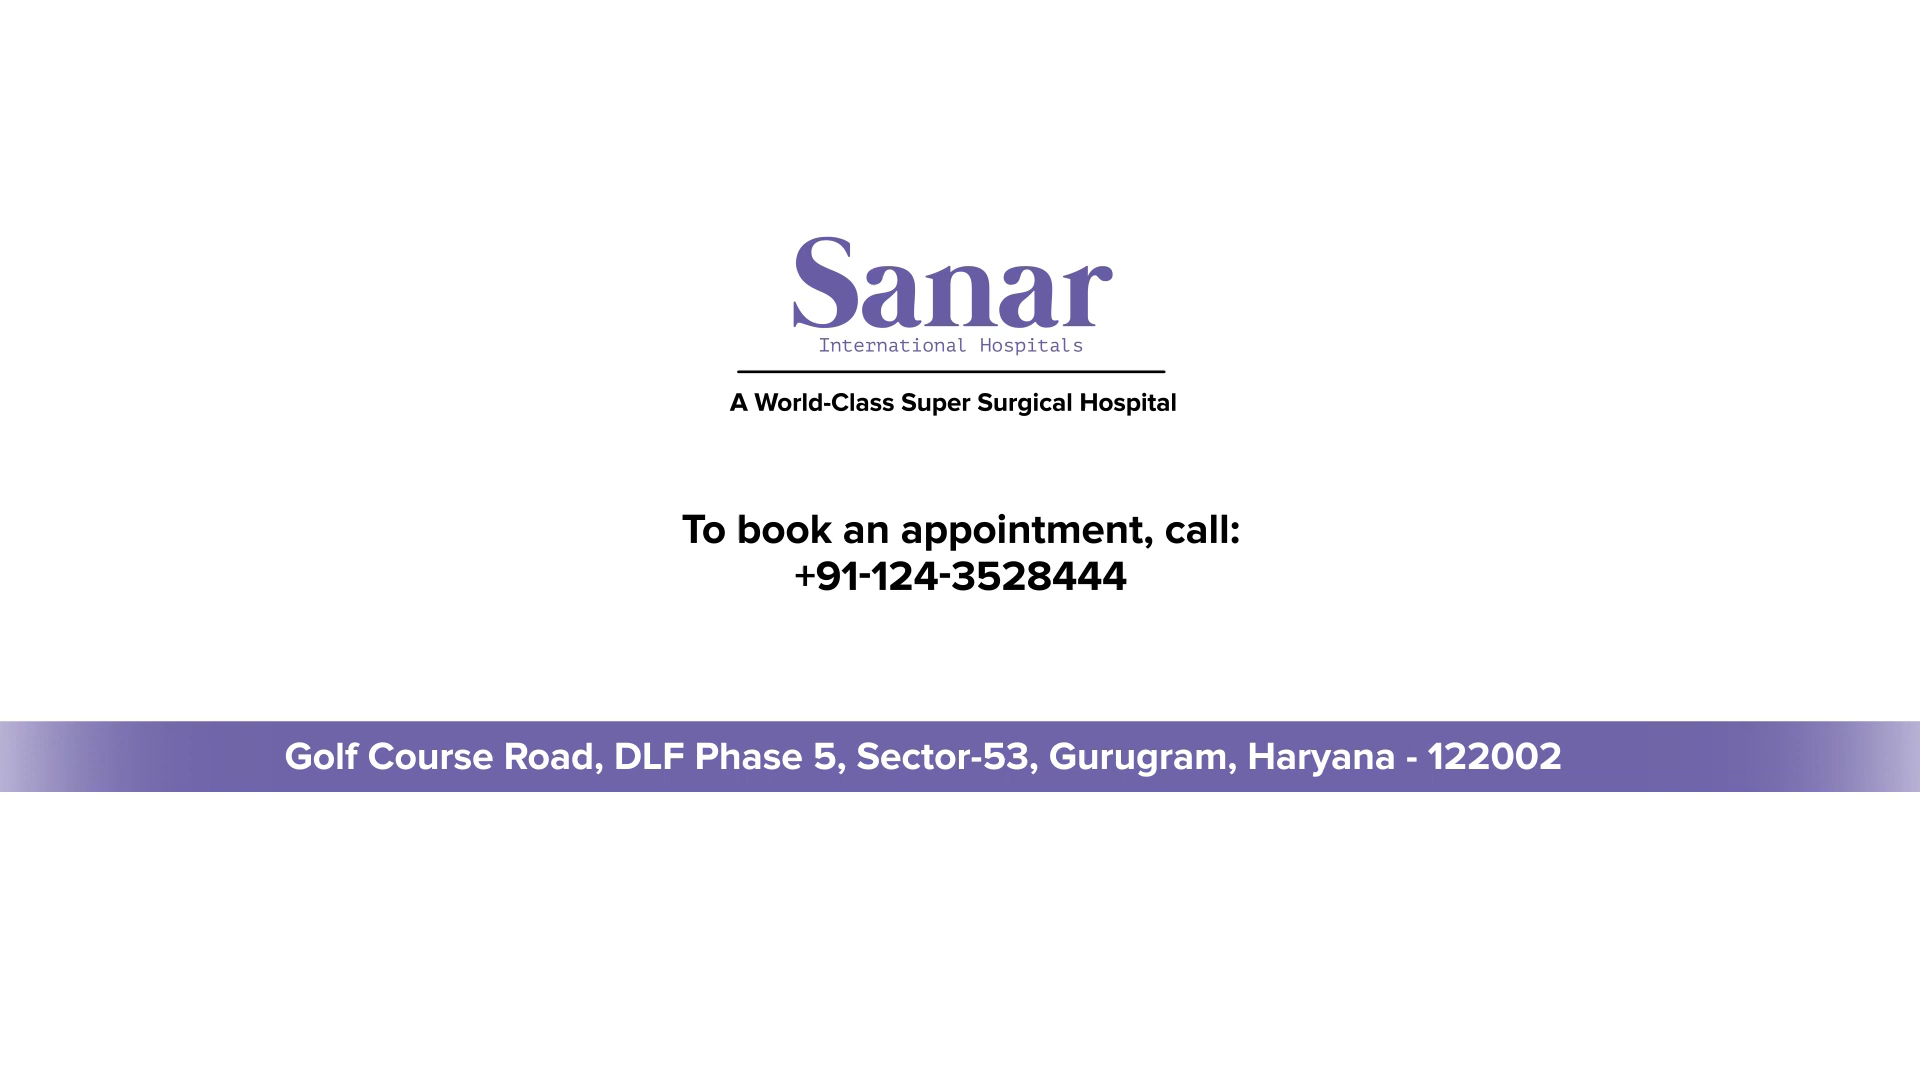 Sanar
International Hospitals
A World-Class Super Surgical Hospital
To book an appointment, call:
+91-124-3528444
Golf Course Road, DLF Phase 5, Sector-53, Gurugram, Haryana - 122002